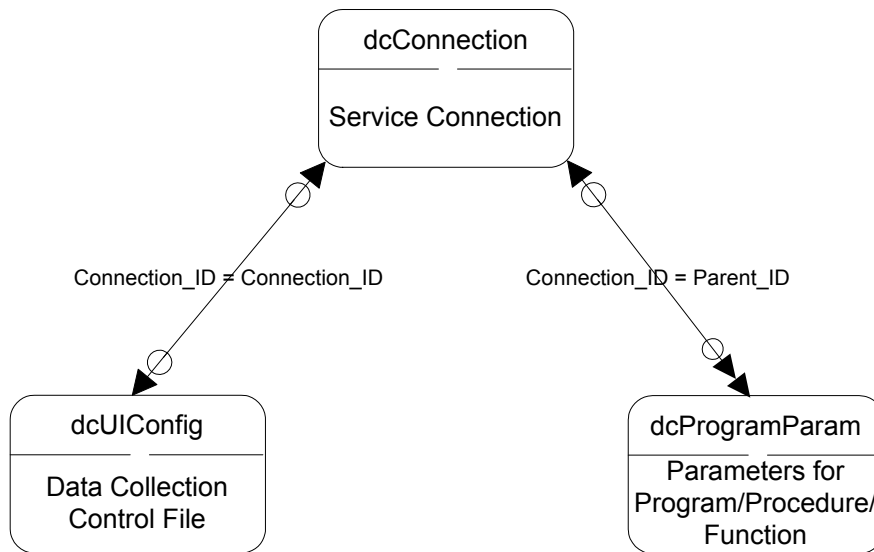 dcConnection
Service Connection
Connection_ID = Connection_ID
Connection_ID = Parent_ID
dcUIConfig
Data Collection
Control File
dcProgramParam
Parameters for
Program/Procedure/
Function